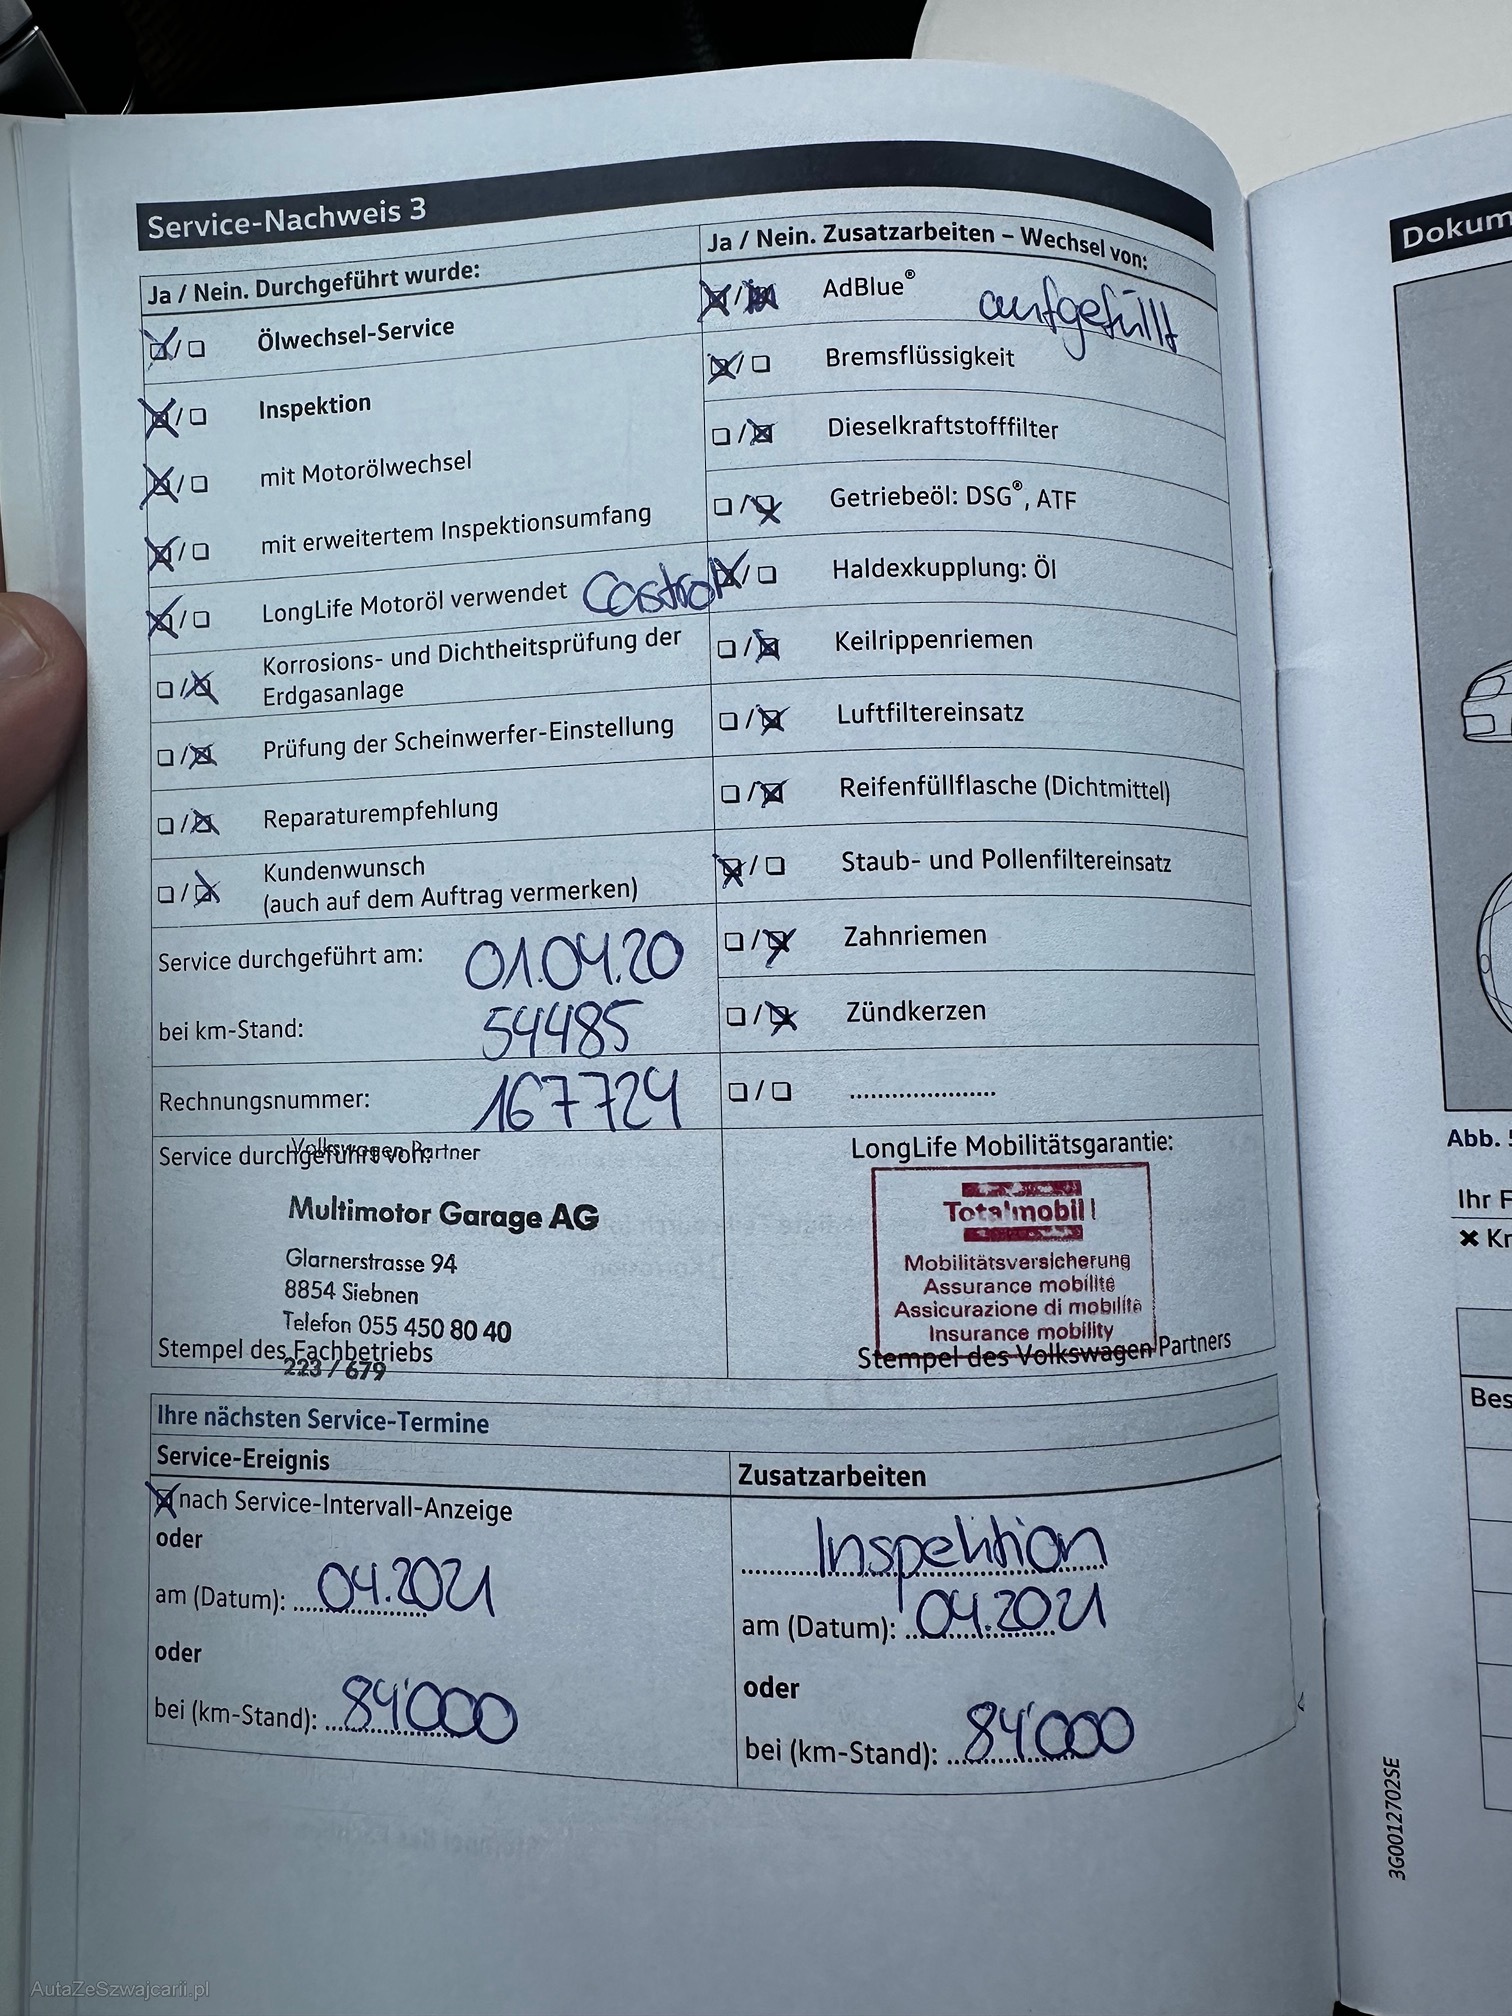 Service-Nachweis 3
Ja / Nein. Durchgeführt wurde:
Ölwechsel-Service
Inspektion
mit Motorölwechsel
mit erweitertem Inspektionsumfang
LongLife Motoröl verwendet Castrol
Korrosions- und Dichtheitsprüfung der
Erdgasanlage
Prüfung der Scheinwerfer-Einstellung
Reparaturempfehlung
Kundenwunsch
(auch auf dem Auftrag vermerken)
Service durchgeführt am: 01.04.20
bei km-Stand: 54485
Rechnungsnummer: 167724
Ja / Nein. Zusatzarbeiten – Wechsel von:
AdBlue® aufgefüllt
Bremsflüssigkeit
Dieselkraftstofffilter
Getriebeöl: DSG®, ATF
Haldexkupplung: Öl
Keilrippenriemen
Luftfiltereinsatz
Reifenfüllflasche (Dichtmittel)
Staub- und Pollenfiltereinsatz
Zahnriemen
Zündkerzen
Service durchgeführt von:
Volkswagen Partner
Multimotor Garage AG
Glarnerstrasse 94
8854 Siebnen
Telefon 055 450 80 40
Stempel des Fachbetriebs
223 / 679
LongLife Mobilitätsgarantie:
Totalmobil!
Mobilitätsversicherung
Assurance mobilité
Assicurazione di mobilità
Insurance mobility
Stempel des Volkswagen Partners
Ihre nächsten Service-Termine
Service-Ereignis
nach Service-Intervall-Anzeige
oder
am (Datum): 04.2021
oder
bei (km-Stand): 84'000
Zusatzarbeiten
Inspektion
am (Datum): 04.2021
oder
bei (km-Stand): 84'000
Dokum
Abb. 5
Ihr F
Kr
Bes
3G0012702SE
AutaZeSzwajcarii.pl